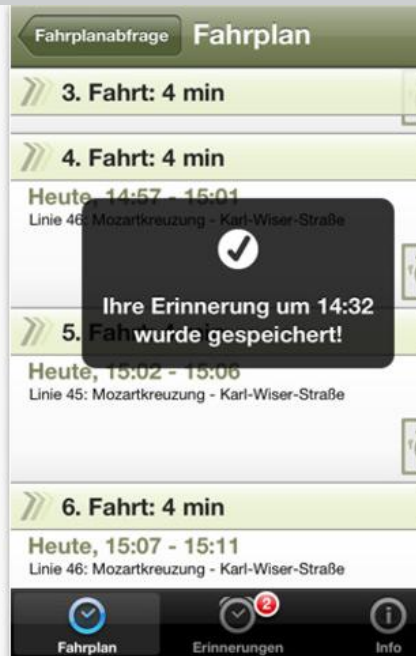 Fahrplanabfrage
Fahrplan
3. Fahrt: 4 min
4. Fahrt: 4 min
Heute, 14:57 - 15:01
Linie 46: Mozartkreuzung - Karl-Wiser-Straße
Ihre Erinnerung um 14:32
wurde gespeichert!
5. Fahrt: 4 min
Heute, 15:02 - 15:06
Linie 45: Mozartkreuzung - Karl-Wiser-Straße
6. Fahrt: 4 min
Heute, 15:07 - 15:11
Linie 46: Mozartkreuzung - Karl-Wiser-Straße
2
Fahrplan
Erinnerungen
Info